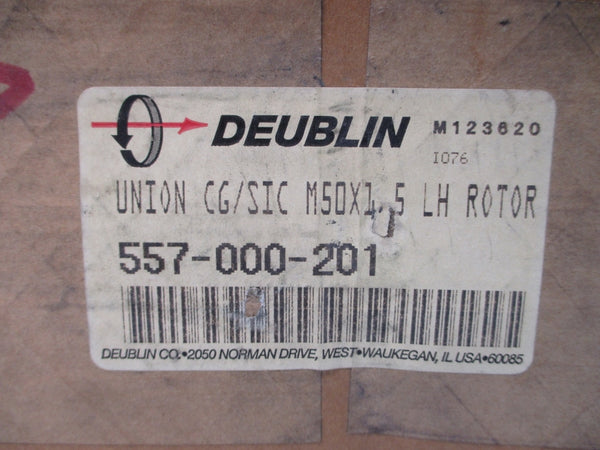 DEUBLIN M123620
I076
UNION CG/SIC M50X1.5 LH ROTOR
557-000-201
DEUBLIN CO.•2050 NORMAN DRIVE, WEST•WAUKEGAN, IL USA•60085